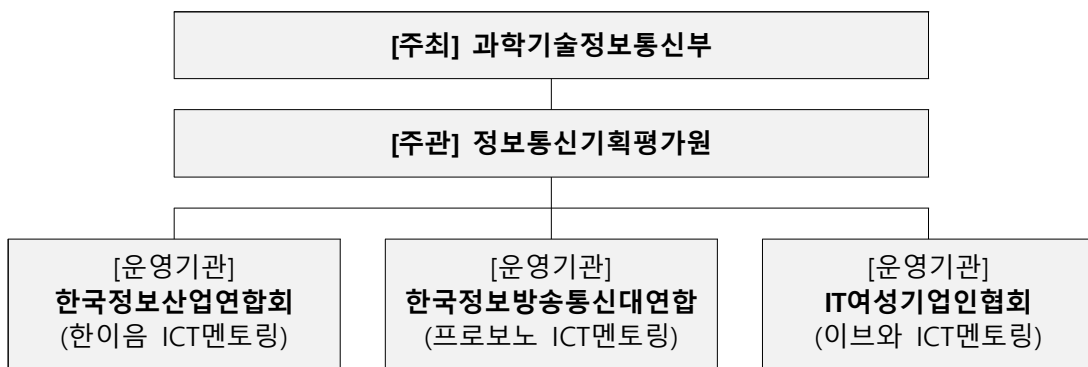 [주최] 과학기술정보통신부
[주관] 정보통신기획평가원
[운영기관]
한국정보산업연합회
(한이음 ICT멘토링)
[운영기관]
한국정보방송통신대연합
(프로보노 ICT멘토링)
[운영기관]
IT여성기업인협회
(이브와 ICT멘토링)